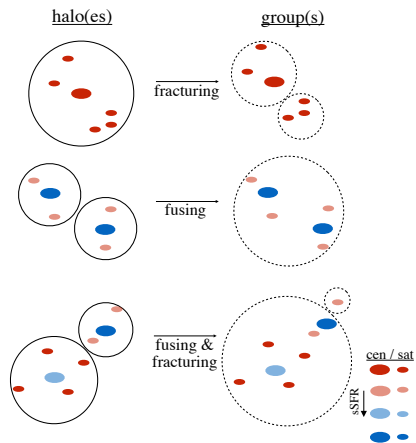 halo(es)
group(s)
fracturing
fusing
fusing &
fracturing
cen / sat
sSFR